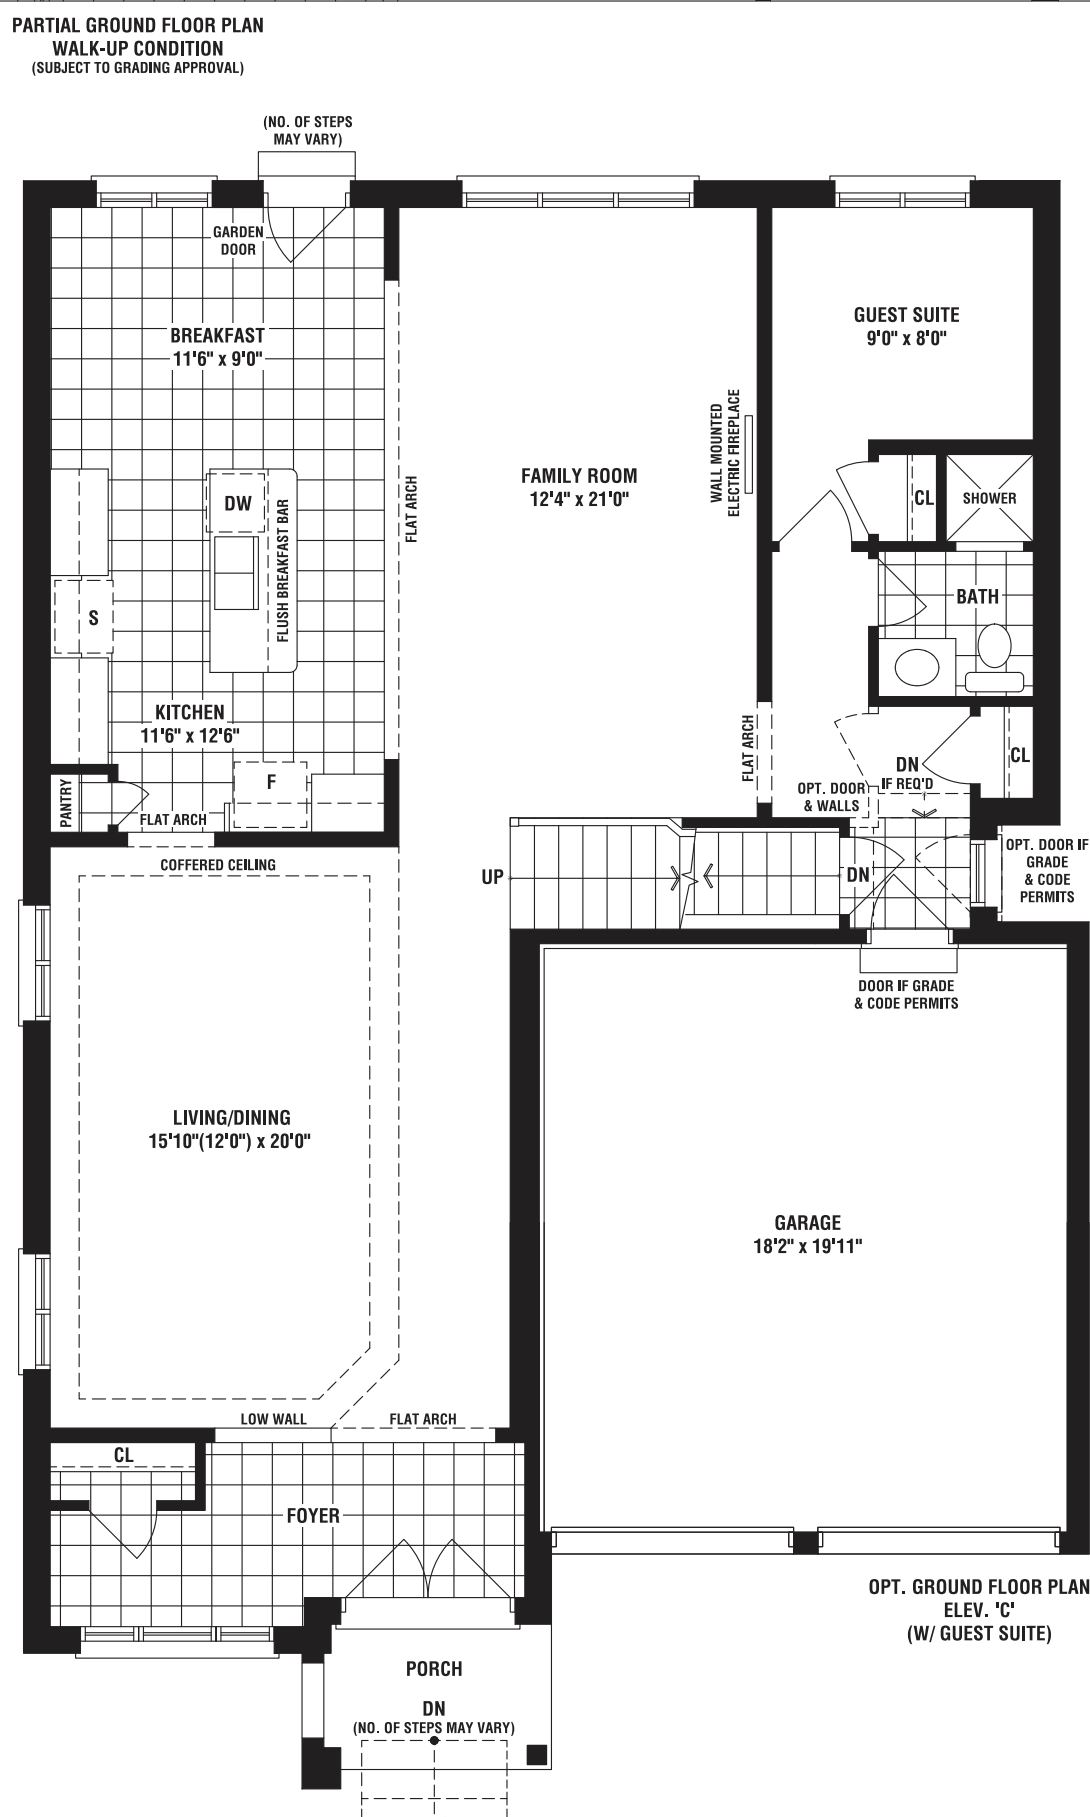 PARTIAL GROUND FLOOR PLAN
WALK-UP CONDITION
(SUBJECT TO GRADING APPROVAL)
(NO. OF STEPS
MAY VARY)
GARDEN
DOOR
BREAKFAST
11'6" x 9'0"
GUEST SUITE
9'0" x 8'0"
FAMILY ROOM
12'4" x 21'0"
WALL MOUNTED
ELECTRIC FIREPLACE
FLAT ARCH
DW
FLUSH BREAKFAST BAR
S
CL
SHOWER
BATH
KITCHEN
11'6" x 12'6"
F
PANTRY
FLAT ARCH
FLAT ARCH
DN
IF REQ'D
CL
OPT. DOOR
& WALLS
COFFERED CEILING
UP
DN
OPT. DOOR IF
GRADE
& CODE
PERMITS
DOOR IF GRADE
& CODE PERMITS
LIVING/DINING
15'10"(12'0") x 20'0"
GARAGE
18'2" x 19'11"
LOW WALL
FLAT ARCH
CL
FOYER
OPT. GROUND FLOOR PLAN
ELEV. 'C'
(W/ GUEST SUITE)
PORCH
DN
(NO. OF STEPS MAY VARY)